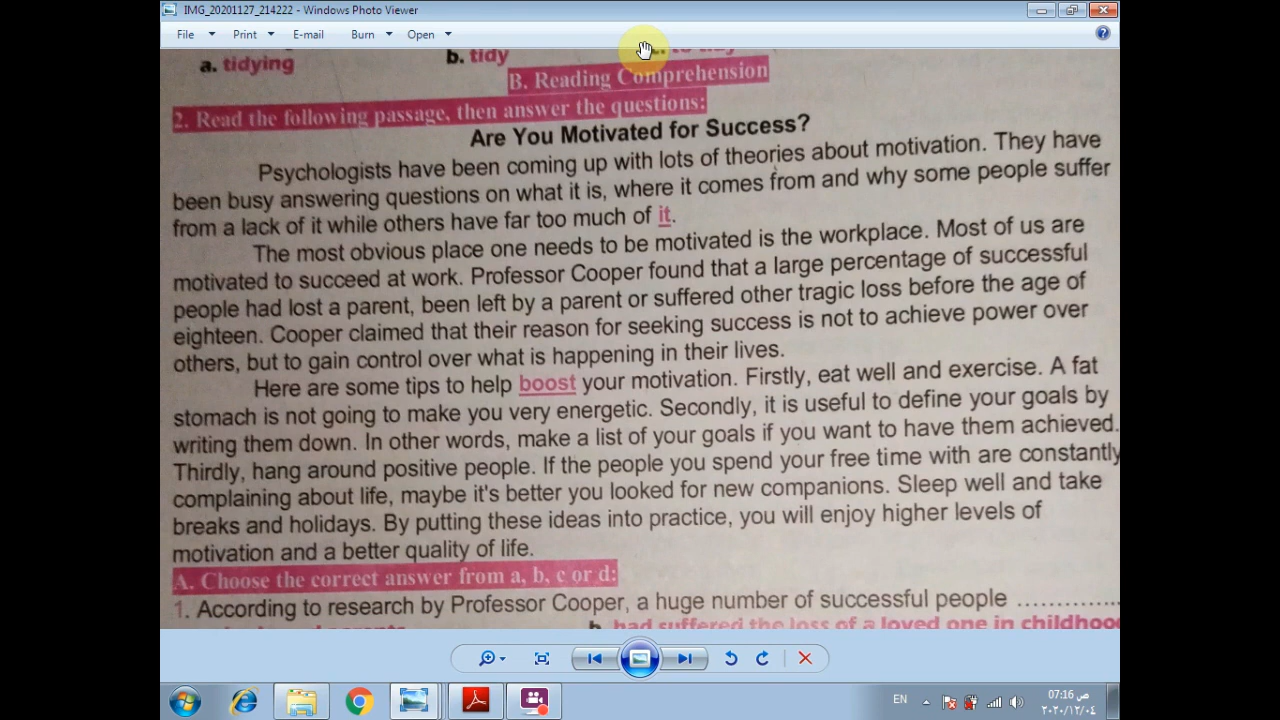 IMG_20201127_214222 - Windows Photo Viewer
File Print E-mail Burn Open
a. tidying b. tidy to tidy
B. Reading Comprehension
2. Read the following passage, then answer the questions:
Are You Motivated for Success?
Psychologists have been coming up with lots of theories about motivation. They have
been busy answering questions on what it is, where it comes from and why some people suffer
from a lack of it while others have far too much of it.
The most obvious place one needs to be motivated is the workplace. Most of us are
motivated to succeed at work. Professor Cooper found that a large percentage of successful
people had lost a parent, been left by a parent or suffered other tragic loss before the age of
eighteen. Cooper claimed that their reason for seeking success is not to achieve power over
others, but to gain control over what is happening in their lives.
Here are some tips to help boost your motivation. Firstly, eat well and exercise. A fat
stomach is not going to make you very energetic. Secondly, it is useful to define your goals by
writing them down. In other words, make a list of your goals if you want to have them achieved.
Thirdly, hang around positive people. If the people you spend your free time with are constantly
complaining about life, maybe it's better you looked for new companions. Sleep well and take
breaks and holidays. By putting these ideas into practice, you will enjoy higher levels of
motivation and a better quality of life.
A. Choose the correct answer from a, b, c or d:
1. According to research by Professor Cooper, a huge number of successful people ..............
b. had suffered the loss of a loved one in childhoo
EN 07:16 ص
٢٠٢٠/١٢/٠٤